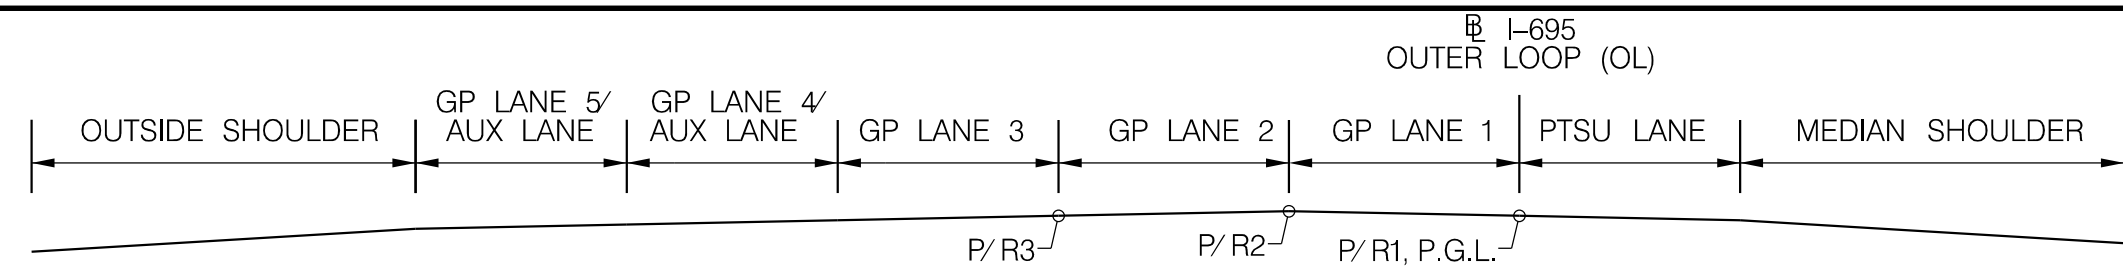 ℄ I-695
OUTER LOOP (OL)
OUTSIDE SHOULDER
GP LANE 5/
AUX LANE
GP LANE 4/
AUX LANE
GP LANE 3
GP LANE 2
GP LANE 1
PTSU LANE
MEDIAN SHOULDER
P/R3
P/R2
P/R1, P.G.L.